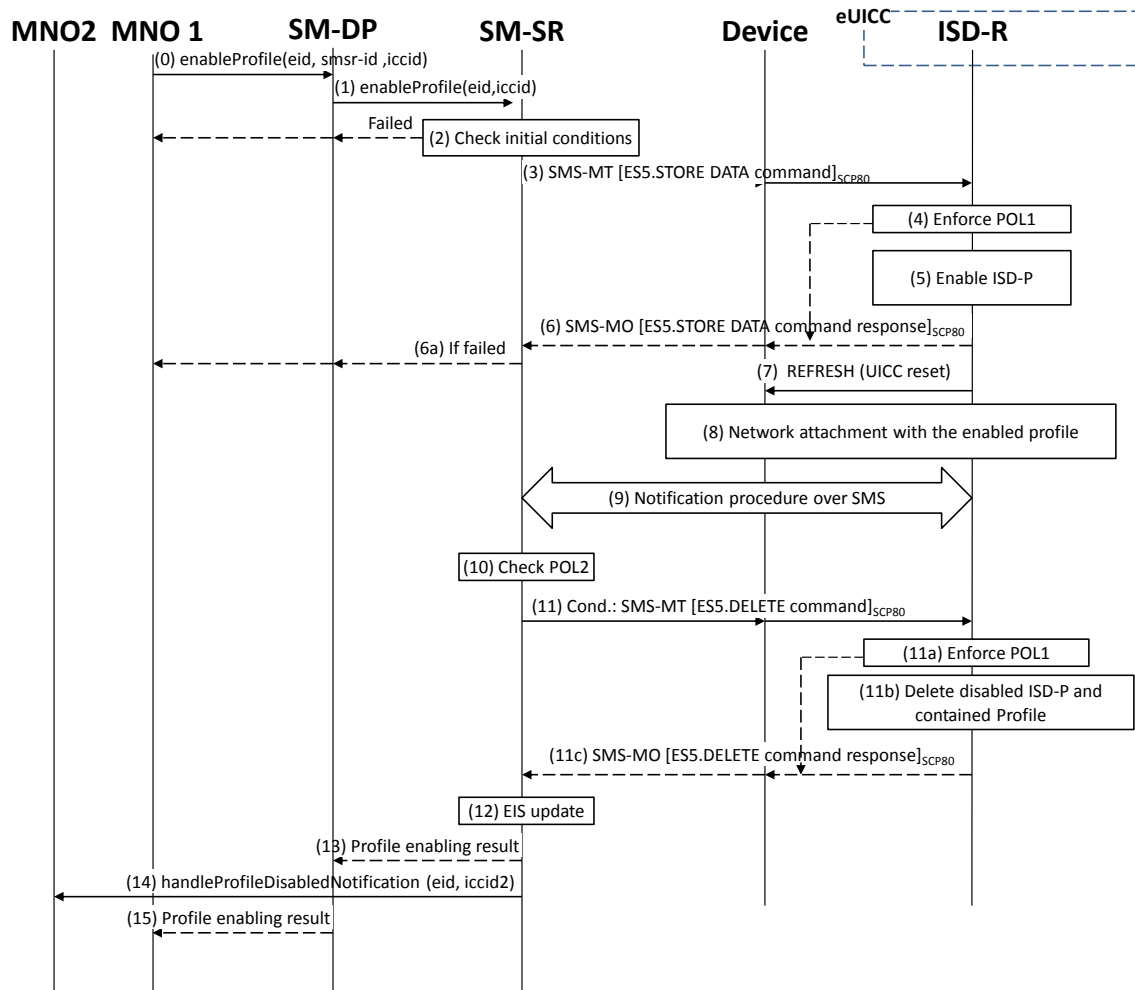 eUICC
MNO2 MNO 1 SM-DP SM-SR Device ISD-R
(0) enableProfile(eid, smsr-id ,iccid)
(1) enableProfile(eid,iccid)
Failed
(2) Check initial conditions
(3) SMS-MT [ES5.STORE DATA command]SCP80
(4) Enforce POL1
(5) Enable ISD-P
(6) SMS-MO [ES5.STORE DATA command response]SCP80
(6a) If failed
(7) REFRESH (UICC reset)
(8) Network attachment with the enabled profile
(9) Notification procedure over SMS
(10) Check POL2
(11) Cond.: SMS-MT [ES5.DELETE command]SCP80
(11a) Enforce POL1
(11b) Delete disabled ISD-P and
contained Profile
(11c) SMS-MO [ES5.DELETE command response]SCP80
(12) EIS update
(13) Profile enabling result
(14) handleProfileDisabledNotification (eid, iccid2)
(15) Profile enabling result